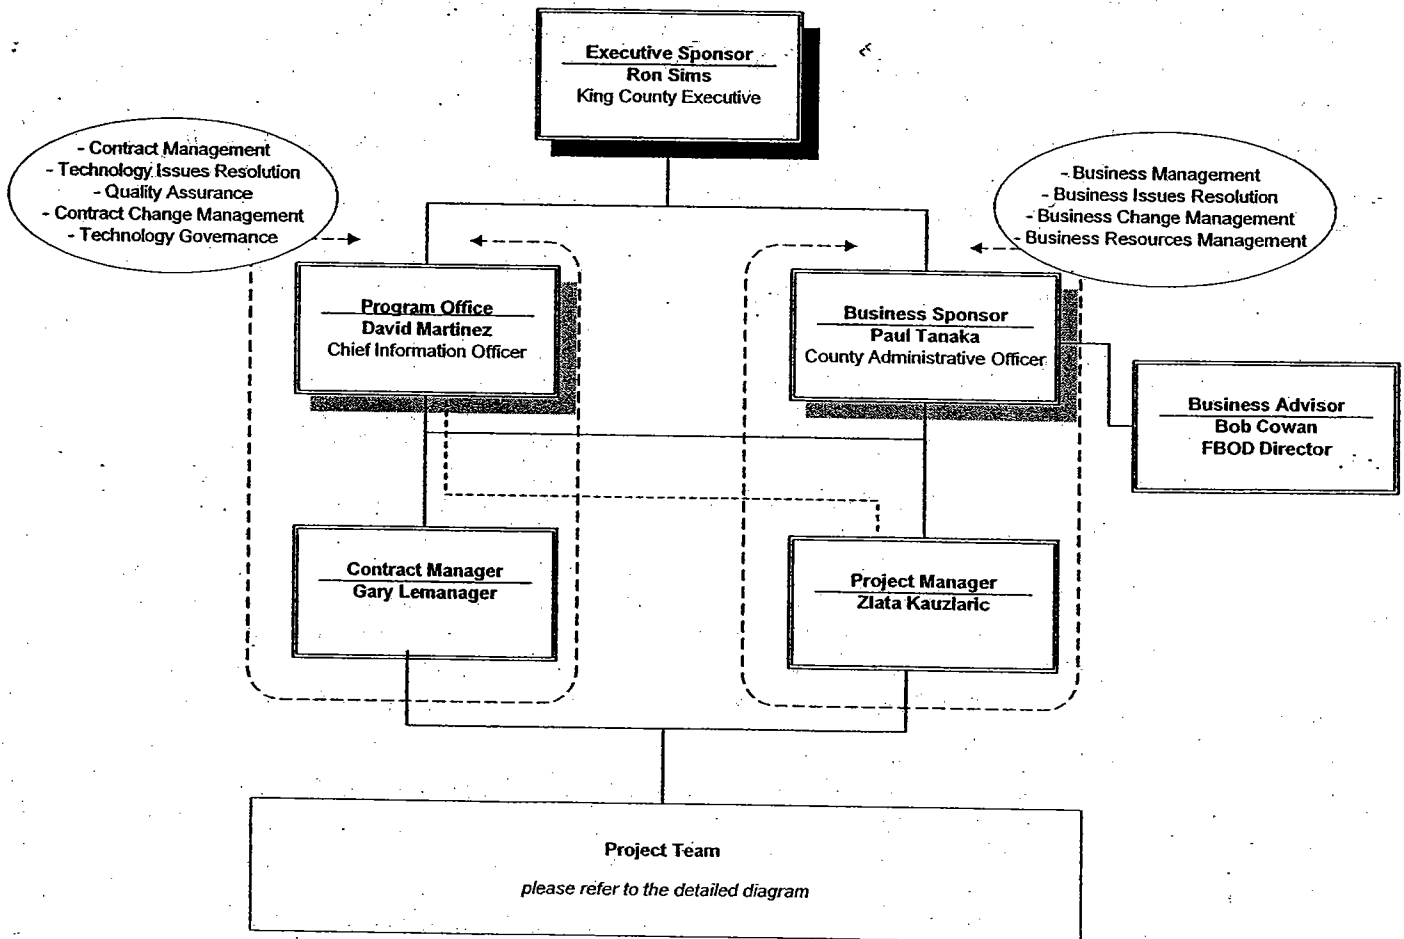 Executive Sponsor
Ron Sims
King County Executive
- Contract Management
- Technology Issues Resolution
- Quality Assurance
- Contract Change Management
- Technology Governance
- Business Management
- Business Issues Resolution
- Business Change Management
- Business Resources Management
Program Office
David Martinez
Chief Information Officer
Business Sponsor
Paul Tanaka
County Administrative Officer
Business Advisor
Bob Cowan
FBOD Director
Contract Manager
Gary Lemanager
Project Manager
Zlata Kauzlaric
Project Team
please refer to the detailed diagram